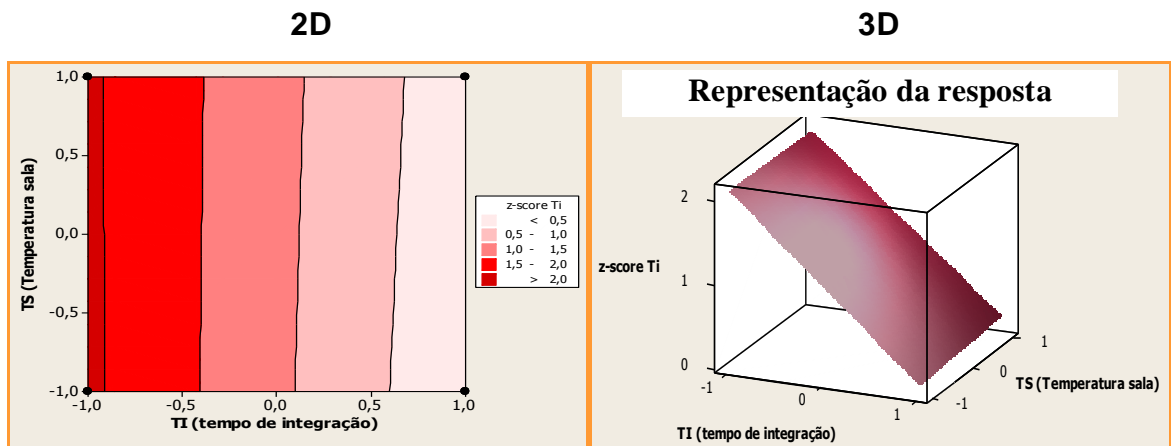 2D
3D
1,0
0,5
0,0
-0,5
-1,0
-1,0
-0,5
0,0
0,5
1,0
TS (Temperatura sala)
TI (tempo de integração)
z-score Ti
< 0,5
0,5 - 1,0
1,0 - 1,5
1,5 - 2,0
> 2,0
Representação da resposta
2
1
0
z-score Ti
-1
0
1
TI (tempo de integração)
-1
0
1
TS (Temperatura sala)